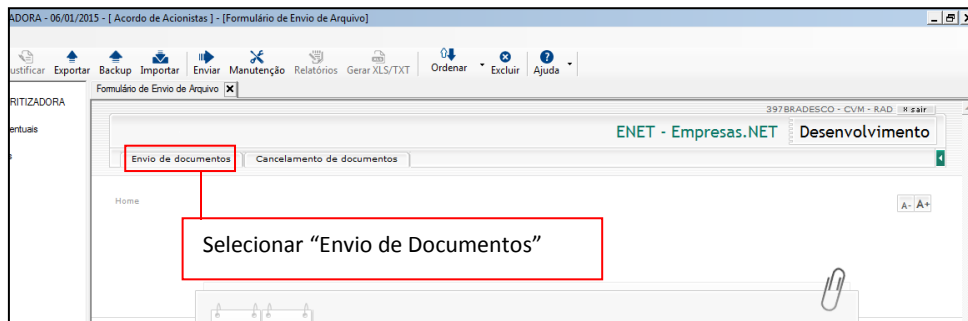 ADORA - 06/01/2015 - [ Acordo de Acionistas ] - [Formulário de Envio de Arquivo]
ustificar Exportar Backup Importar Enviar Manutenção Relatórios Gerar XLS/TXT Ordenar Excluir Ajuda
Formulário de Envio de Arquivo
RITIZADORA
397BRADESCO - CVM - RAD sair
entuais
ENET - Empresas.NET Desenvolvimento
s
Envio de documentos Cancelamento de documentos
Home
A- A+
Selecionar “Envio de Documentos”